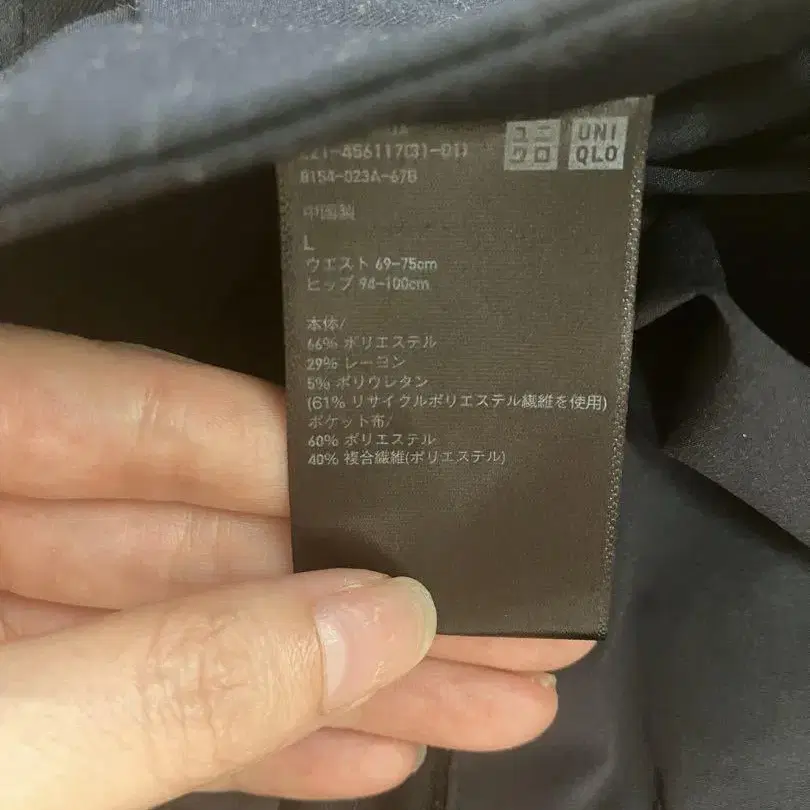 ユニ
クロ
UNI
QLO
321-456117(31-01)
8154-023A-67B
中国製
L
ウエスト 69-75cm
ヒップ 94-100cm
本体/
66% ポリエステル
29% レーヨン
5% ポリウレタン
(61% リサイクルポリエステル繊維を使用)
ポケット布/
60% ポリエステル
40% 複合繊維(ポリエステル)